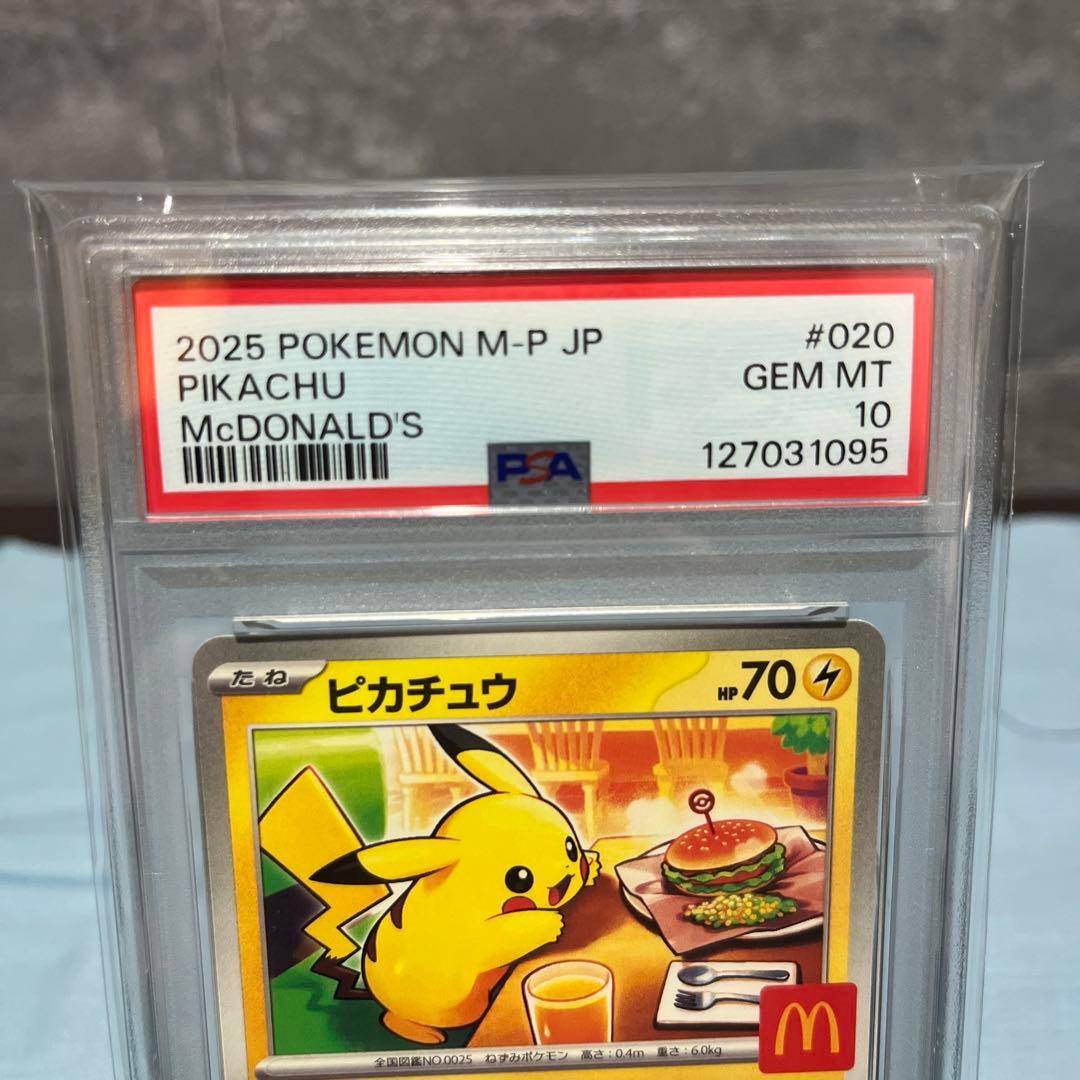 2025 POKEMON M-P JP #020
PIKACHU GEM MT
McDONALD'S 10
PSA 127031095
たね ピカチュウ HP70
全国図鑑NO.0025 ねずみポケモン 高さ:0.4m 重さ:6.0kg
M